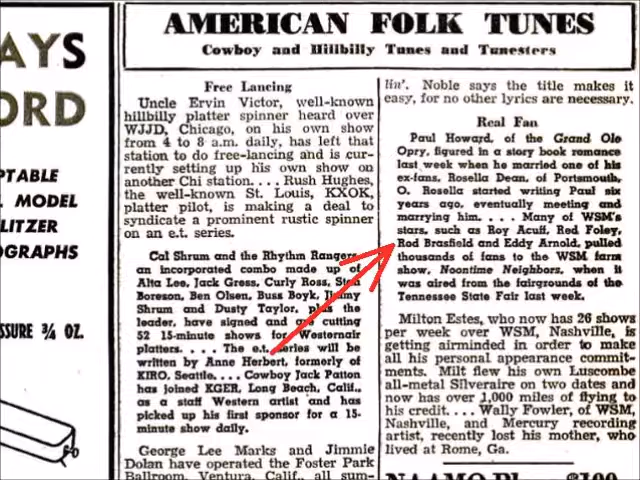 AYS
ORD
PTABLE
L MODEL
LITZER
OGRAPHS
SSURE ¾ OZ.
AMERICAN FOLK TUNES
Cowboy and Hillbilly Tunes and Tunesters
Free Lancing
Uncle Ervin Victor, well-known
hillbilly platter spinner heard over
WJJD, Chicago, on his own show
from 4 to 8 a.m. daily, has left that
station to do free-lancing and is cur-
rently setting up his own show on
another Chi station. . . . Rush Hughes,
the well-known St. Louis, KXOK,
platter pilot, is making a deal to
syndicate a prominent rustic spinner
on an e.t. series.
Cal Shrum and the Rhythm Rangers,
an incorporated combo made up of
Alta Lee, Jack Gress, Curly Ross, Stan
Boreson, Ben Olsen, Buss Boyk, Jimmy
Shrum and Dusty Taylor, plus the
leader, have signed and are cutting
52 15-minute shows for Westernair
platters. . . . The e.t. series will be
written by Anne Herbert, formerly of
KIRO, Seattle. . . . Cowboy Jack Patton
has joined KGER, Long Beach, Calif.,
as a staff Western artist and has
picked up his first sponsor for a 15-
minute show daily.
George Lee Marks and Jimmie
Dolan have operated the Foster Park
Ballroom, Ventura, Calif., all sum-
lin'. Noble says the title makes it
easy, for no other lyrics are necessary.
Real Fan
Paul Howard, of the Grand Ole
Opry, figured in a story book romance
last week when he married one of his
ex-fans, Rosella Dean, of Portsmouth,
O. Rosella started writing Paul six
years ago, eventually meeting and
marrying him. . . . Many of WSM's
stars, such as Roy Acuff, Red Foley,
Rod Brasfield and Eddy Arnold, pulled
thousands of fans to the WSM farm
show, Noontime Neighbors, when it
was aired from the fairgrounds of the
Tennessee State Fair last week.
Milton Estes, who now has 26 shows
per week over WSM, Nashville, is
getting airminded in order to make
all his personal appearance commit-
ments. Milt flew his own Luscombe
all-metal Silveraire on two dates and
now has over 1,000 miles of flying to
his credit. . . . Wally Fowler, of WSM,
Nashville, and Mercury recording
artist, recently lost his mother, who
lived at Rome, Ga.